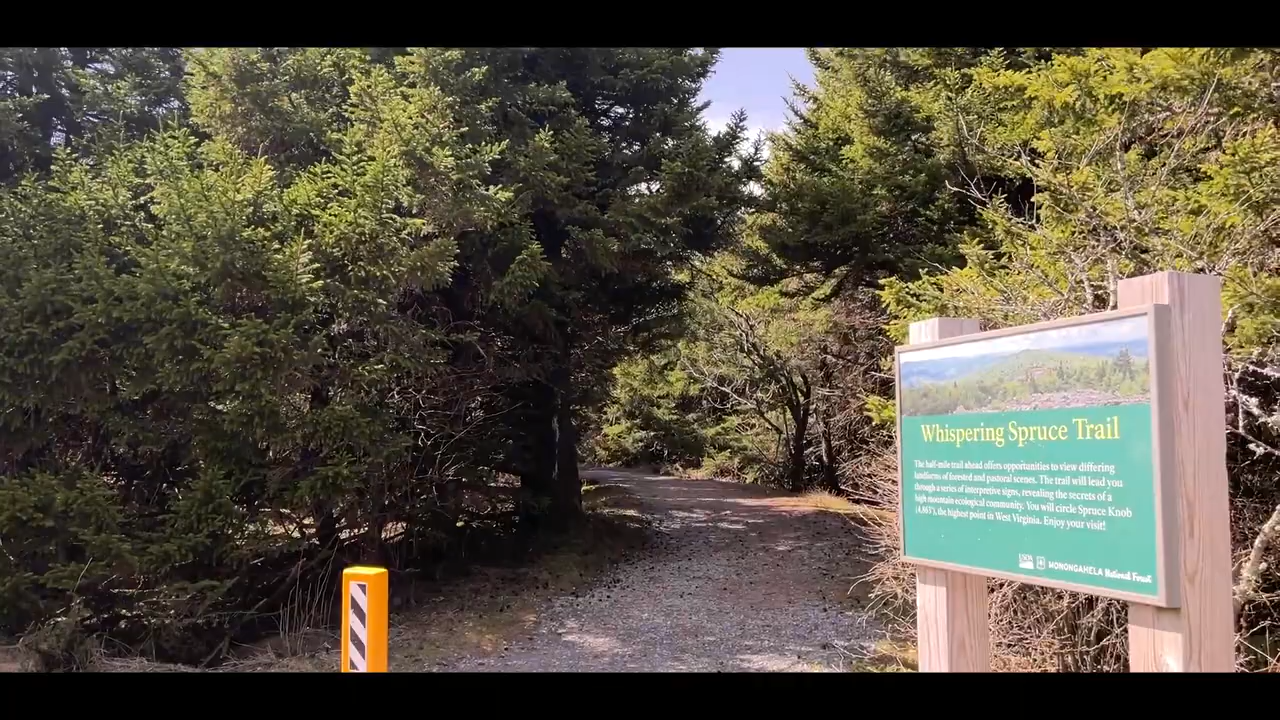 Whispering Spruce Trail
The half-mile trail ahead offers opportunities to view differing
landforms of forested and pastoral scenes. The trail will lead you
through a series of interpretive signs, revealing the secrets of a
high mountain ecological community. You will circle Spruce Knob
(4,863'), the highest point in West Virginia. Enjoy your visit!
USDA
MONONGAHELA National Forest